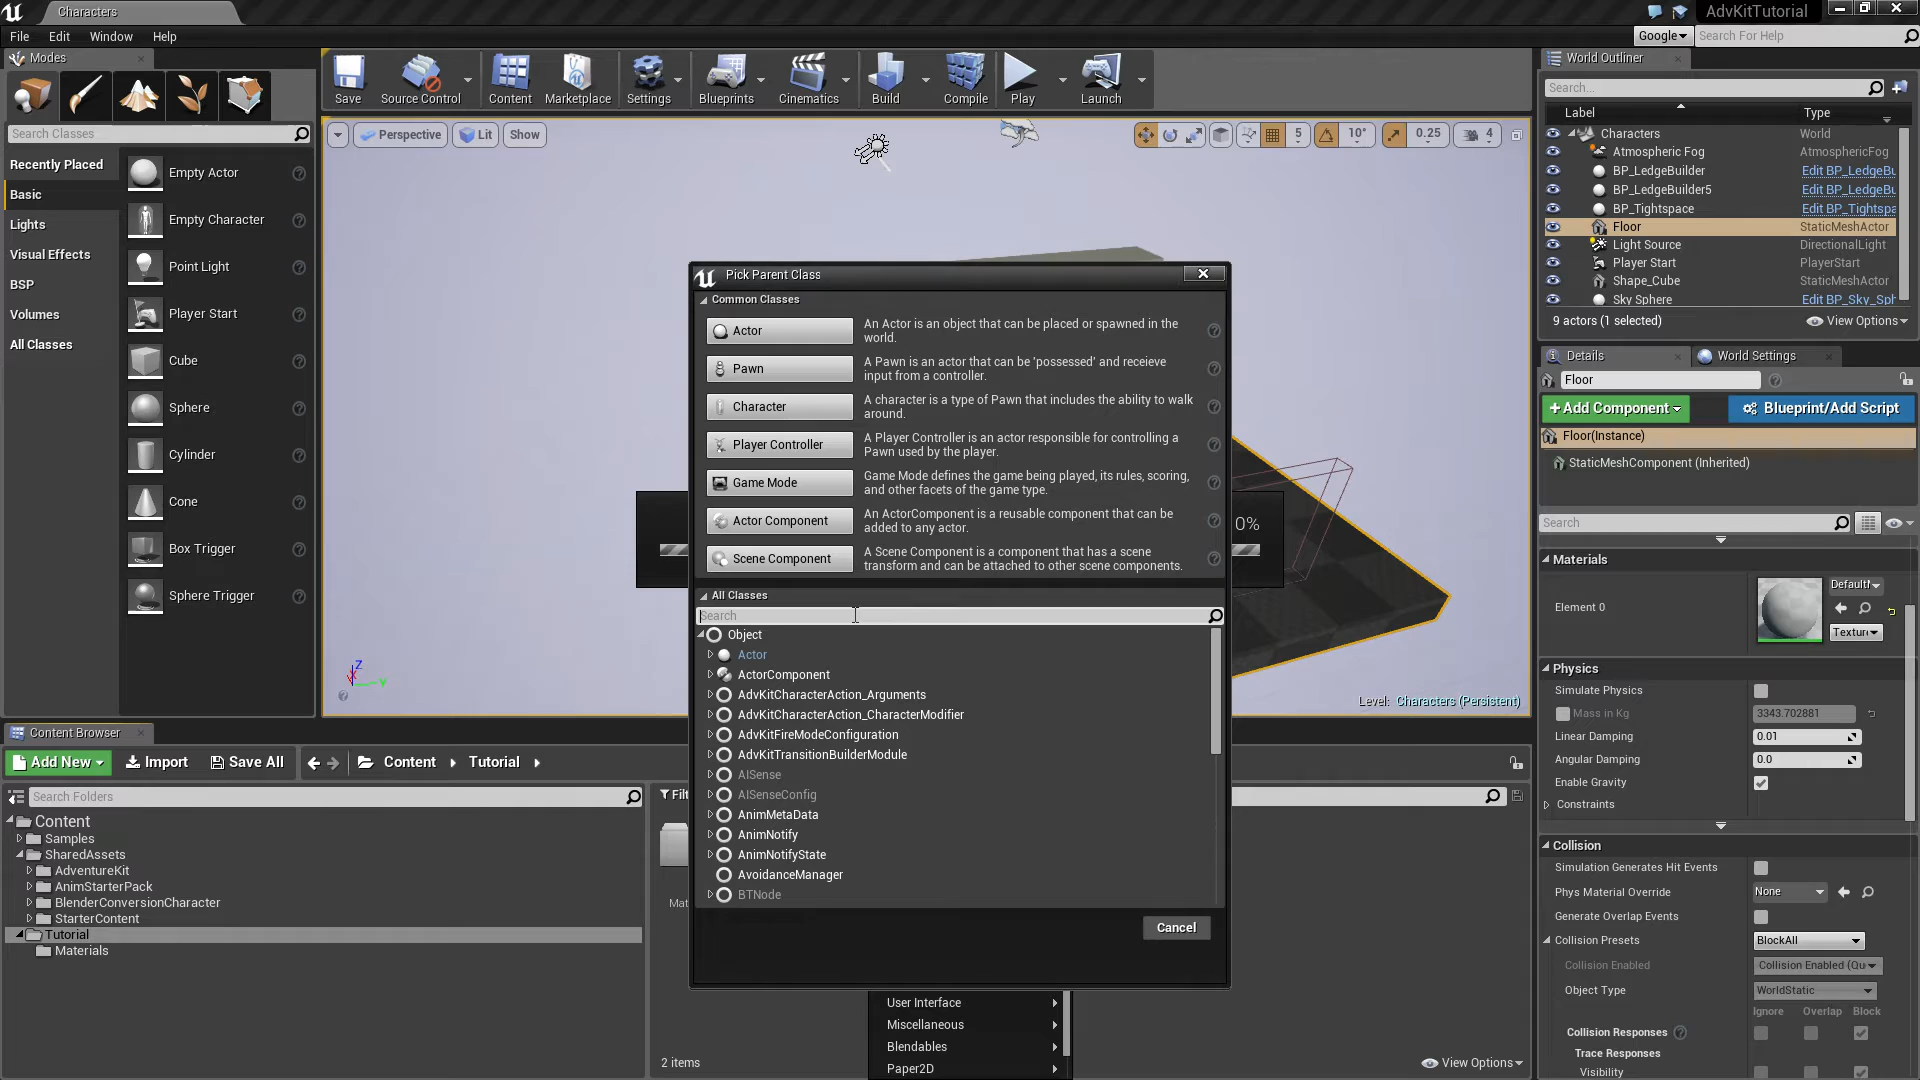 Characters
AdvKitTutorial
File Edit Window Help
Google
Search For Help
Modes
Search Classes
Recently Placed
Basic
Lights
Visual Effects
BSP
Volumes
All Classes
Empty Actor
Empty Character
Point Light
Player Start
Cube
Sphere
Cylinder
Cone
Box Trigger
Sphere Trigger
Save Source Control Content Marketplace Settings Blueprints Cinematics Build Compile Play Launch
Perspective Lit Show
5 10° 0.25 4
0%
Level: Characters (Persistent)
Pick Parent Class
Common Classes
Actor
An Actor is an object that can be placed or spawned in the
world.
Pawn
A Pawn is an actor that can be 'possessed' and receieve
input from a controller.
Character
A character is a type of Pawn that includes the ability to walk
around.
Player Controller
A Player Controller is an actor responsible for controlling a
Pawn used by the player.
Game Mode
Game Mode defines the game being played, its rules, scoring,
and other facets of the game type.
Actor Component
An ActorComponent is a reusable component that can be
added to any actor.
Scene Component
A Scene Component is a component that has a scene
transform and can be attached to other scene components.
All Classes
Search
Object
Actor
ActorComponent
AdvKitCharacterAction_Arguments
AdvKitCharacterAction_CharacterModifier
AdvKitFireModeConfiguration
AdvKitTransitionBuilderModule
AISense
AISenseConfig
AnimMetaData
AnimNotify
AnimNotifyState
AvoidanceManager
BTNode
Cancel
User Interface
Miscellaneous
Blendables
Paper2D
World Outliner
Search...
Label Type
Characters World
Atmospheric Fog AtmosphericFog
BP_LedgeBuilder Edit BP_LedgeBu
BP_LedgeBuilder5 Edit BP_LedgeBu
BP_Tightspace Edit BP_Tightspa
Floor StaticMeshActor
Light Source DirectionalLight
Player Start PlayerStart
Shape_Cube StaticMeshActor
Sky Sphere Edit BP_Sky_Sph
9 actors (1 selected) View Options
Details World Settings
Floor
Add Component Blueprint/Add Script
Floor(Instance)
StaticMeshComponent (Inherited)
Search
Materials
Element 0
Default
Texture
Physics
Simulate Physics
Mass in Kg 3343.702881
Linear Damping 0.01
Angular Damping 0.0
Enable Gravity
Constraints
Collision
Simulation Generates Hit Events
Phys Material Override None
Generate Overlap Events
Collision Presets BlockAll
Collision Enabled Collision Enabled (Qu
Object Type WorldStatic
Ignore Overlap Block
Collision Responses
Trace Responses
Visibility
Content Browser
Add New Import Save All Content Tutorial
Search Folders
Filt
Content
Samples
SharedAssets
AdventureKit
AnimStarterPack
BlenderConversionCharacter
StarterContent
Tutorial
Materials
Mat
2 items View Options